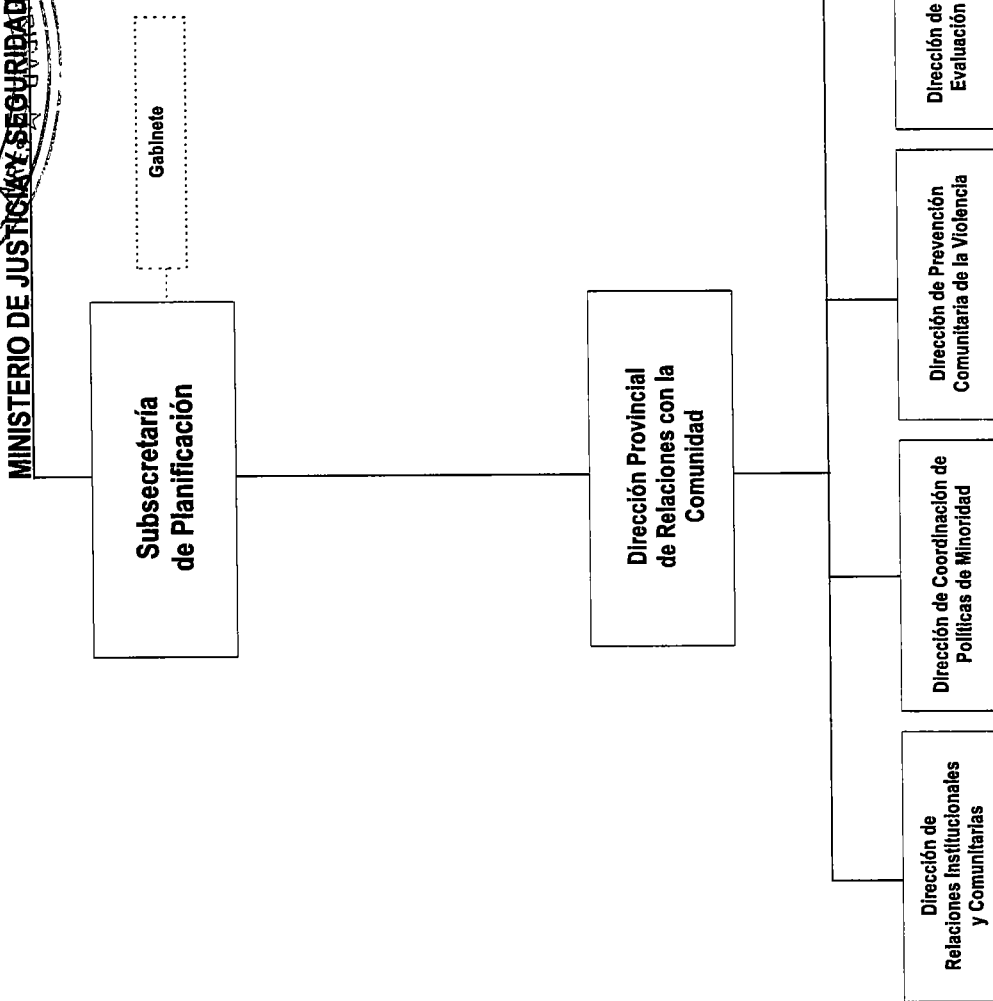 MINISTERIO DE JUSTICIA Y SEGURIDAD
Gabinete
Subsecretaría
de Planificación
Dirección Provincial
de Relaciones con la
Comunidad
Dirección de
Relaciones Institucionales
y Comunitarias
Dirección de Coordinación de
Políticas de Minoridad
Dirección de Prevención
Comunitaria de la Violencia
Dirección de
Evaluación